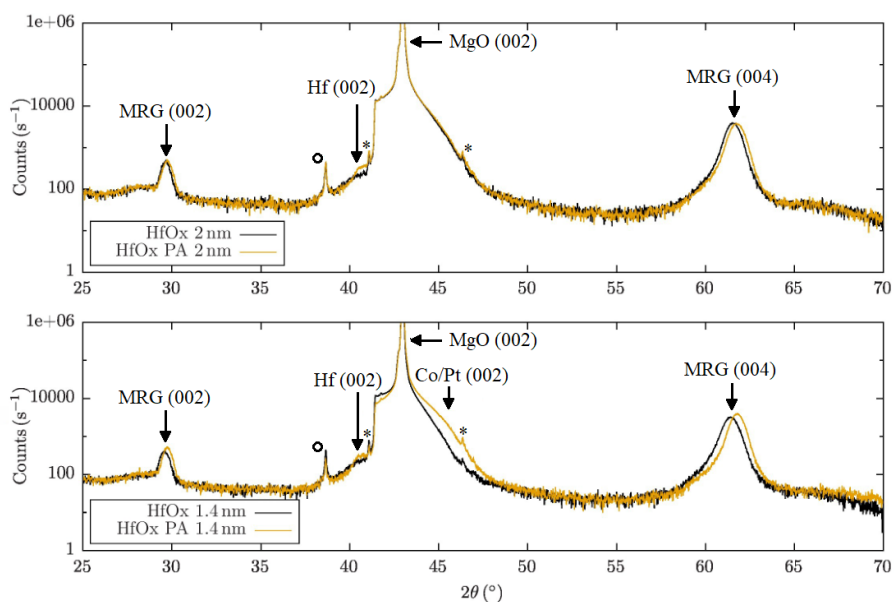 1e+06
MgO (002)
Hf (002)
MRG (002)
MRG (004)
10000
*
*
Counts (s⁻¹)
100
HfOx 2 nm
HfOx PA 2 nm
1
25 30 35 40 45 50 55 60 65 70
1e+06
MgO (002)
Co/Pt (002)
Hf (002)
MRG (002)
MRG (004)
10000
*
*
Counts (s⁻¹)
100
HfOx 1.4 nm
HfOx PA 1.4 nm
1
25 30 35 40 45 50 55 60 65 70
2θ (°)